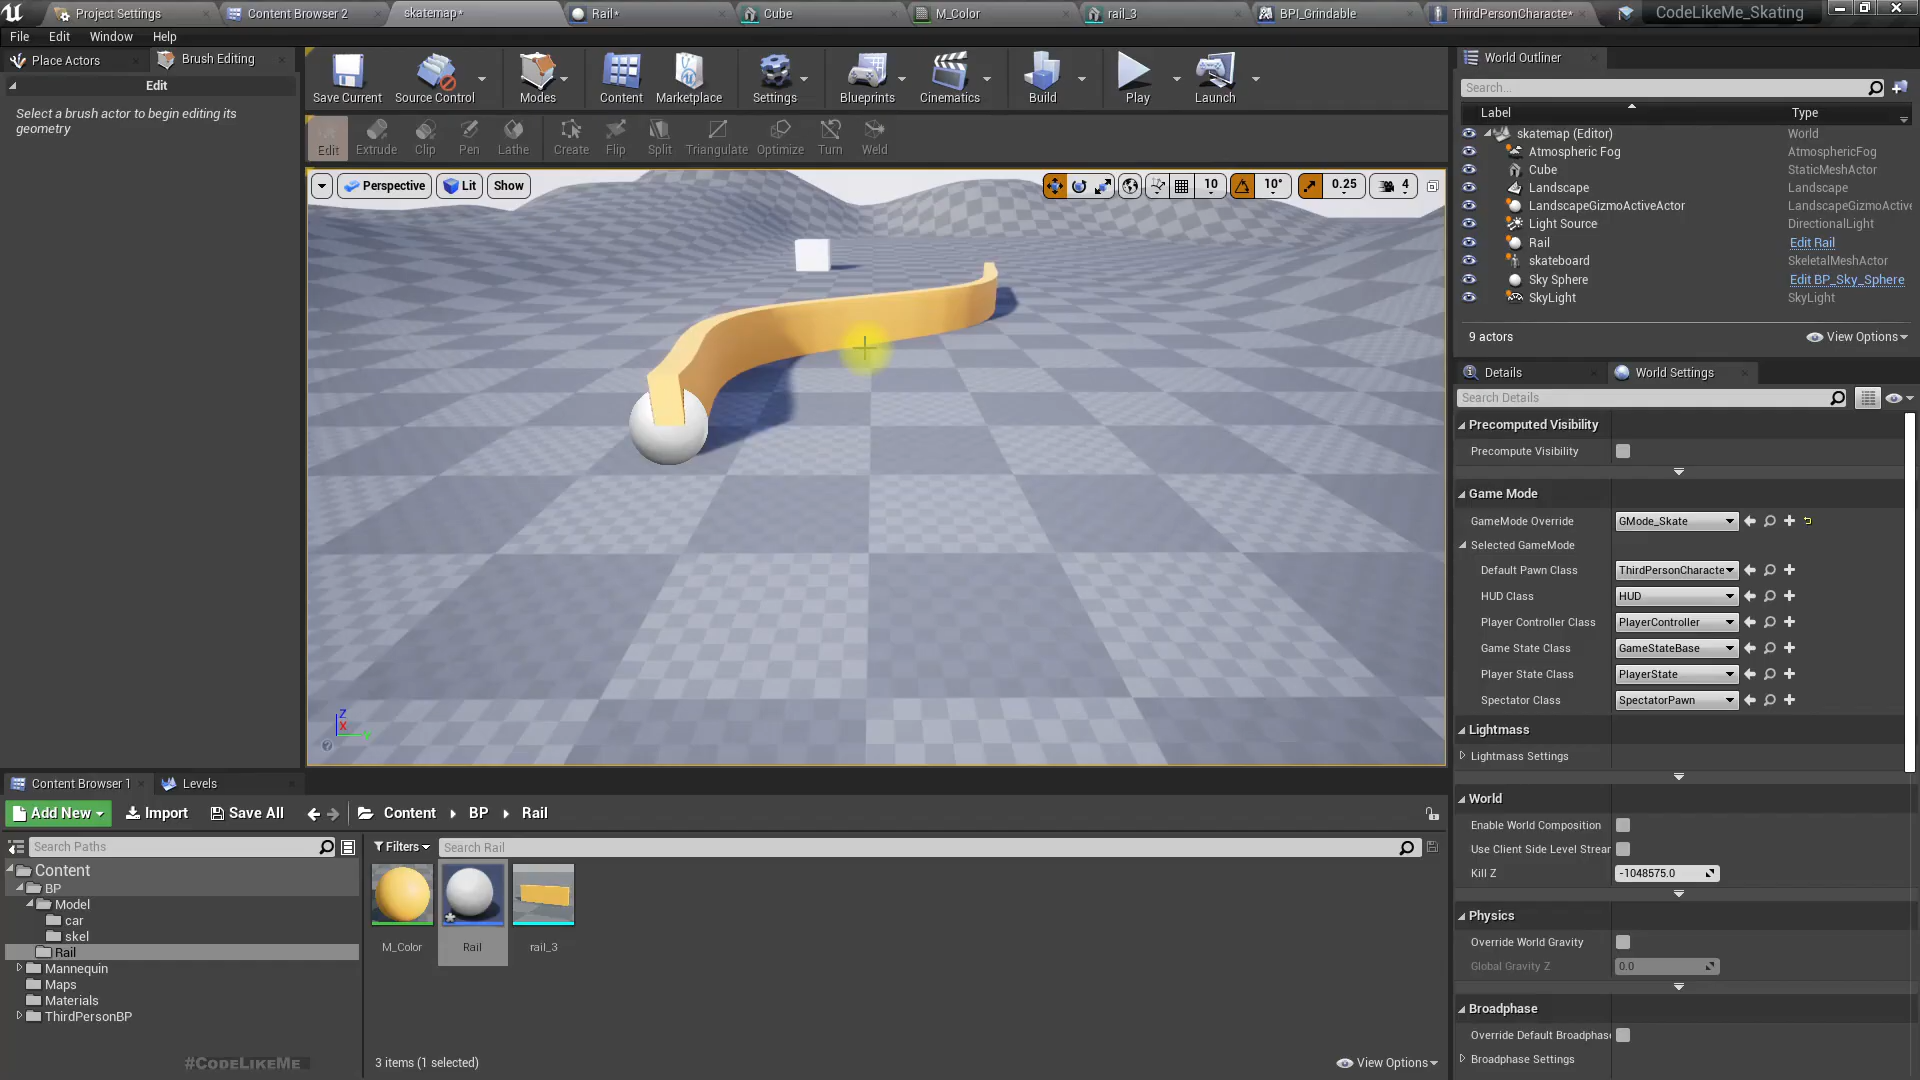 Project Settings
Content Browser 2
skatemap*
Rail*
Cube
M_Color
rail_3
BPI_Grindable
ThirdPersonCharacte*
CodeLikeMe_Skating
File
Edit
Window
Help
Place Actors
Brush Editing
Edit
Select a brush actor to begin editing its
geometry
Save Current
Source Control
Modes
Content
Marketplace
Settings
Blueprints
Cinematics
Build
Play
Launch
Edit
Extrude
Clip
Pen
Lathe
Create
Flip
Split
Triangulate
Optimize
Turn
Weld
Perspective
Lit
Show
10
10°
0.25
4
Z
X
World Outliner
Search...
Label
Type
skatemap (Editor)
World
Atmospheric Fog
AtmosphericFog
Cube
StaticMeshActor
Landscape
Landscape
LandscapeGizmoActiveActor
LandscapeGizmoActive
Light Source
DirectionalLight
Rail
Edit Rail
skateboard
SkeletalMeshActor
Sky Sphere
Edit BP_Sky_Sphere
SkyLight
SkyLight
9 actors
View Options
Details
World Settings
Search Details
Precomputed Visibility
Precompute Visibility
Game Mode
GameMode Override
GMode_Skate
Selected GameMode
Default Pawn Class
ThirdPersonCharacte
HUD Class
HUD
Player Controller Class
PlayerController
Game State Class
GameStateBase
Player State Class
PlayerState
Spectator Class
SpectatorPawn
Lightmass
Lightmass Settings
World
Enable World Composition
Use Client Side Level Strear
Kill Z
-1048575.0
Physics
Override World Gravity
Global Gravity Z
0.0
Broadphase
Override Default Broadphase
Broadphase Settings
Content Browser 1
Levels
Add New
Import
Save All
Content
BP
Rail
Search Paths
Filters
Search Rail
Content
BP
Model
car
skel
Rail
Mannequin
Maps
Materials
ThirdPersonBP
M_Color
Rail
rail_3
#CodeLikeMe
3 items (1 selected)
View Options